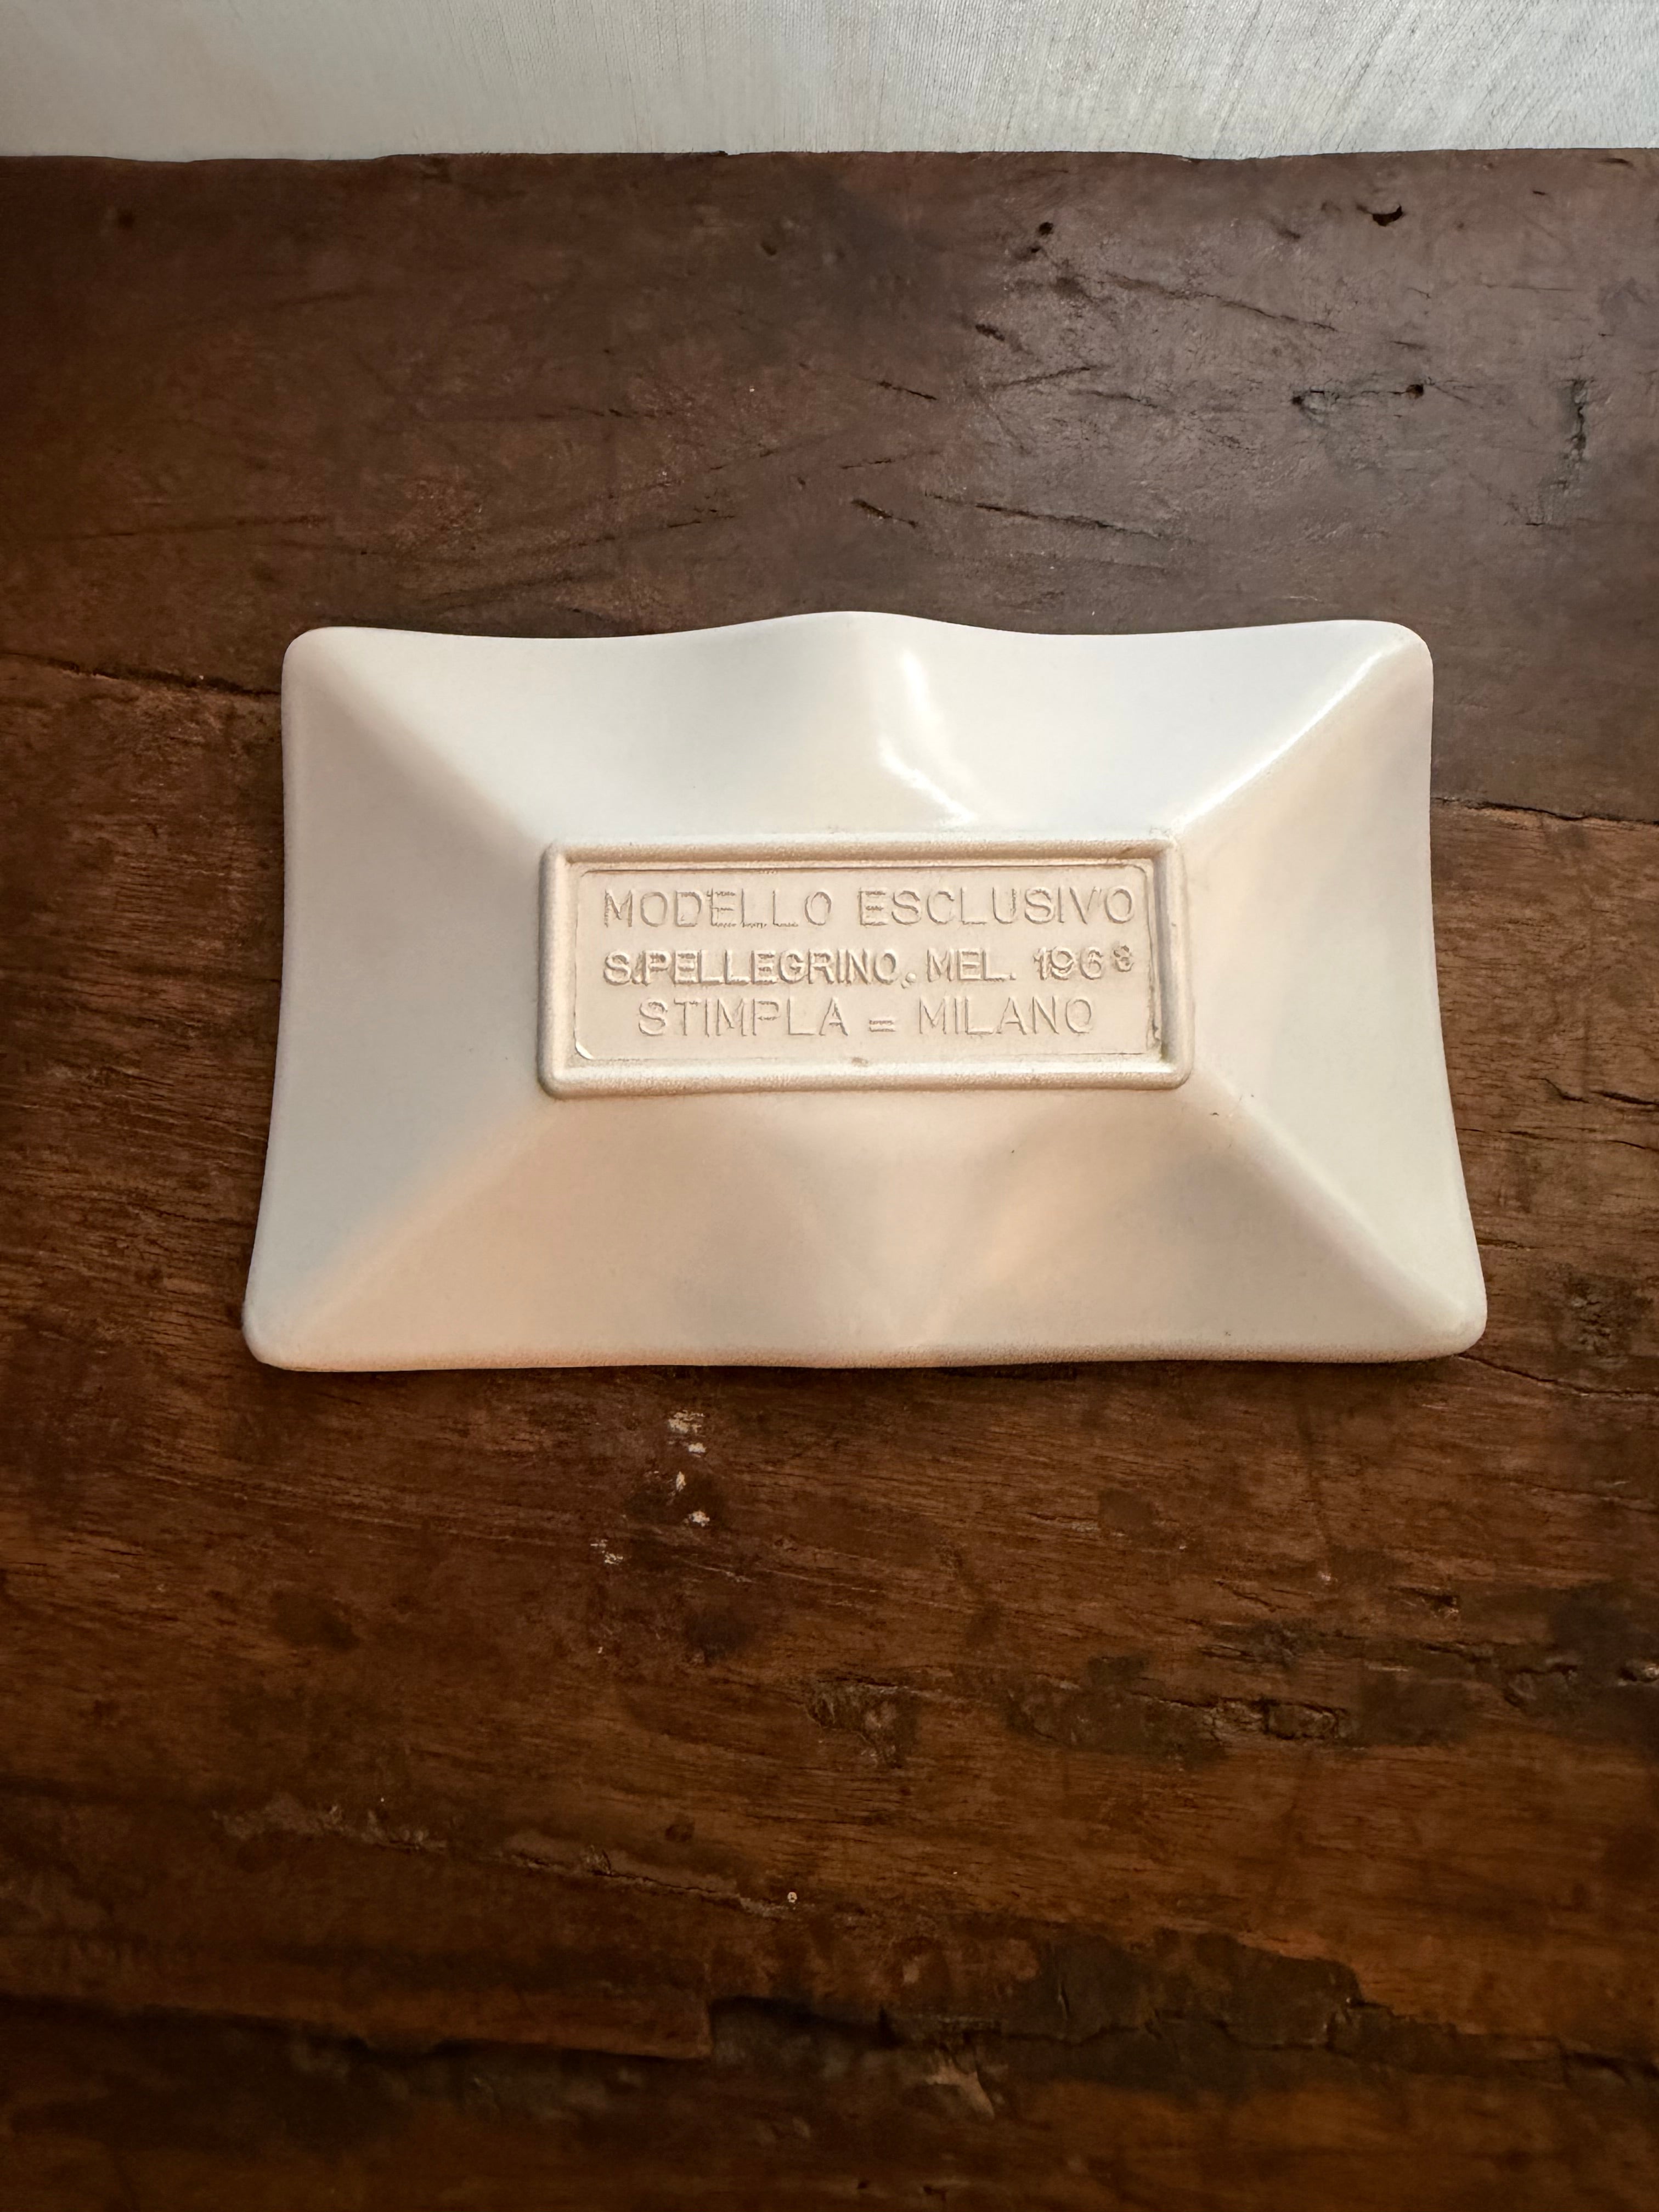 MODELLO ESCLUSIVO
S.PELLEGRINO. MEL. 1968
STIMPLA = MILANO